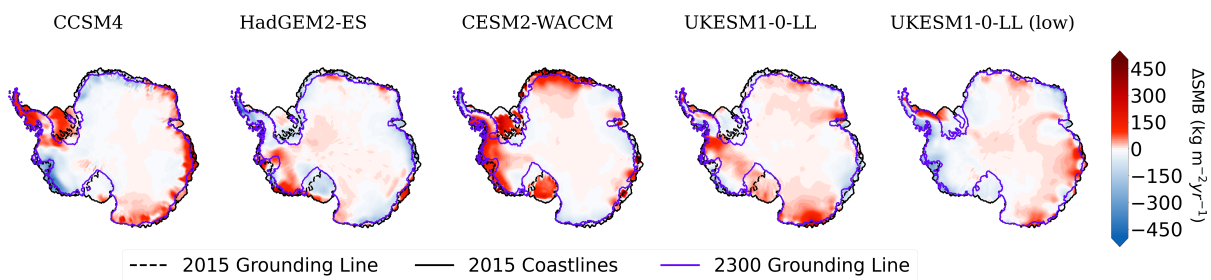 CCSM4 HadGEM2-ES CESM2-WACCM UKESM1-0-LL UKESM1-0-LL (low)
450
300
150
0
−150
−300
−450
ΔSMB (kg m⁻²yr⁻¹)
2015 Grounding Line 2015 Coastlines 2300 Grounding Line